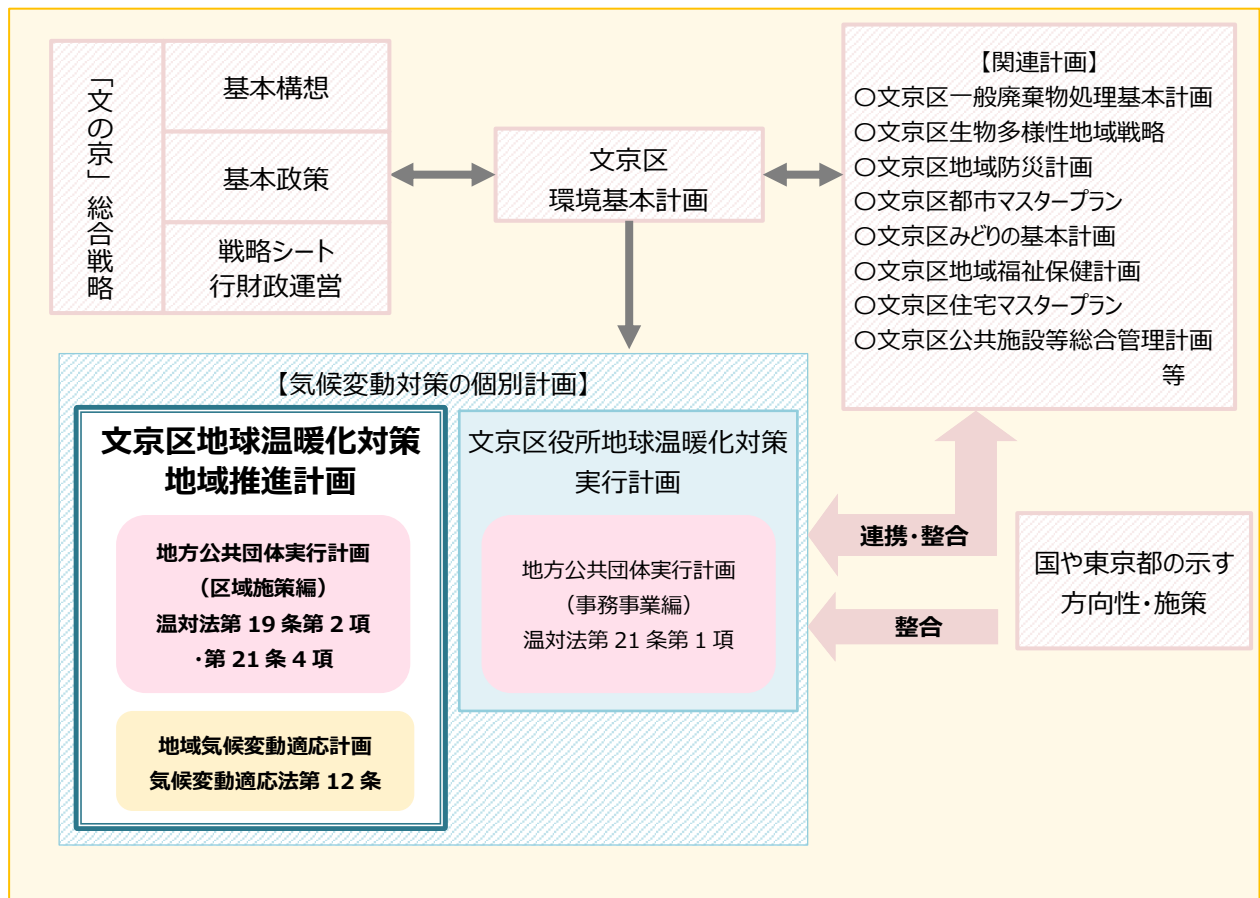 「文の京」総合戦略
基本構想
基本政策
戦略シート
行財政運営
文京区
環境基本計画
【関連計画】
〇文京区一般廃棄物処理基本計画
〇文京区生物多様性地域戦略
〇文京区地域防災計画
〇文京区都市マスタープラン
〇文京区みどりの基本計画
〇文京区地域福祉保健計画
〇文京区住宅マスタープラン
〇文京区公共施設等総合管理計画
等
【気候変動対策の個別計画】
文京区地球温暖化対策
地域推進計画
地方公共団体実行計画
（区域施策編）
温対法第 19 条第 2 項
・第 21 条 4 項
地域気候変動適応計画
気候変動適応法第 12 条
文京区役所地球温暖化対策
実行計画
地方公共団体実行計画
（事務事業編）
温対法第 21 条第 1 項
連携・整合
整合
国や東京都の示す
方向性・施策